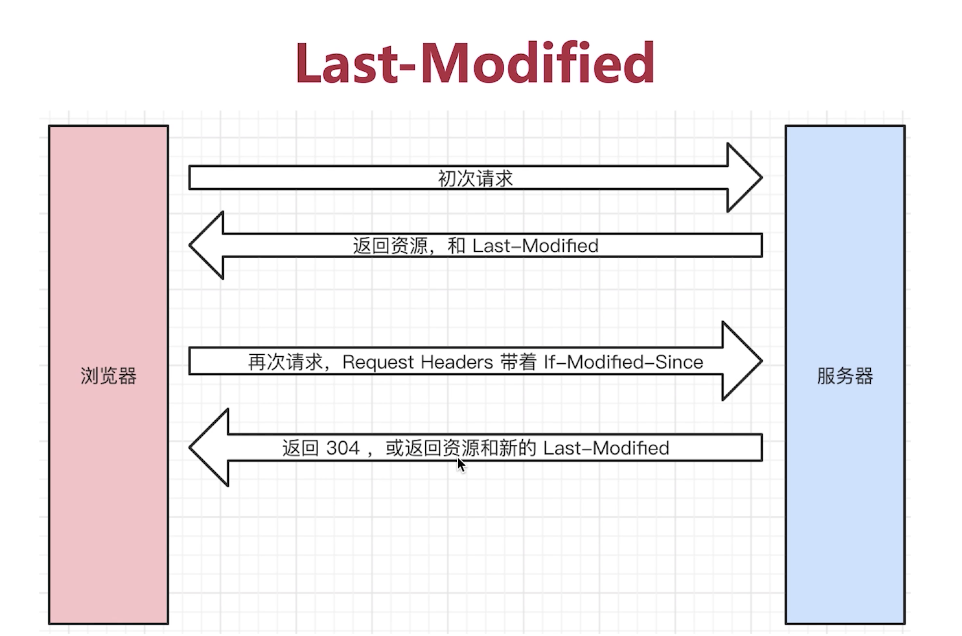 Last-Modified
初次请求
返回资源，和 Last-Modified
再次请求，Request Headers 带着 If-Modified-Since
浏览器
服务器
返回 304 ，或返回资源和新的 Last-Modified